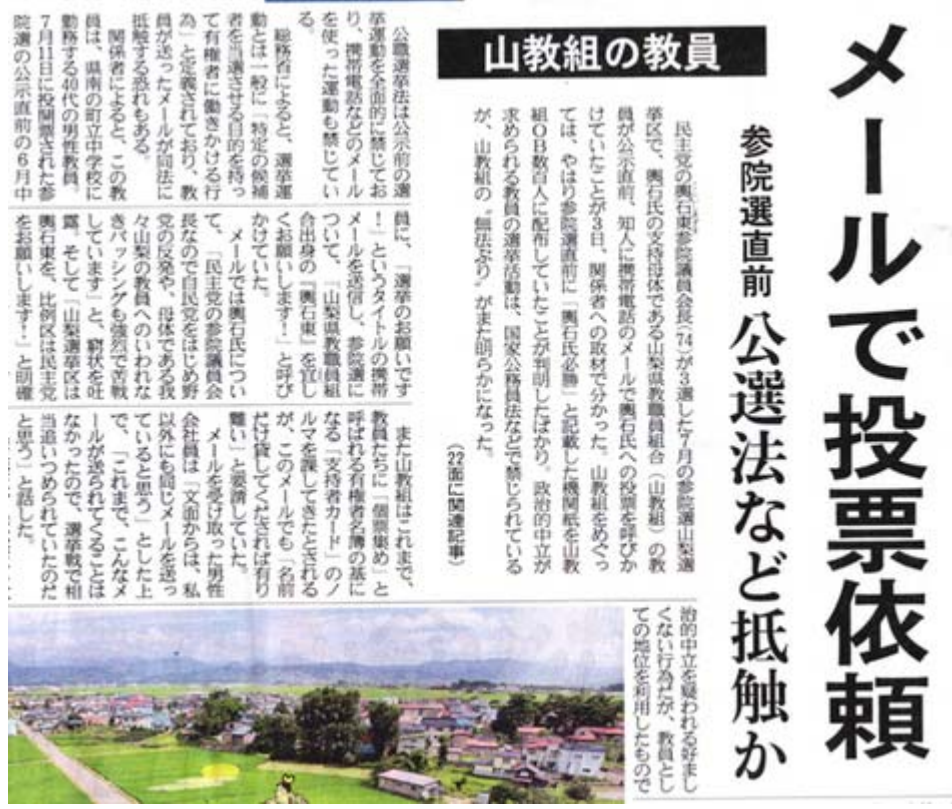 メールで投票依頼
参院選直前 公選法など抵触か
山教組の教員
民主党の輿石東参院議員会長(74)が3選した7月の参院選山梨選
挙区で、輿石氏の支持母体である山梨県教職員組合(山教組)の教
員が公示直前、知人に携帯電話のメールで輿石氏への投票を呼びか
けていたことが3日、関係者への取材で分かった。山教組をめぐっ
ては、やはり参院選直前に「輿石氏必勝」と記載した機関紙を山教
組OB数百人に配布していたことが判明したばかり。政治的中立が
求められる教員の選挙活動は、国家公務員法などで禁じられている
が、山教組の“無法ぶり”がまた明らかになった。
(22面に関連記事)
公職選挙法は公示前の選
挙運動を全面的に禁じてお
り、携帯電話などのメール
を使った運動も禁じてい
る。
総務省によると、選挙運
動とは一般に「特定の候補
者を当選させる目的を持っ
て有権者に働きかける行
為」と定義されており、教
員が送ったメールが同法に
抵触する恐れもある。
関係者によると、この教
員は、県南の町立中学校に
勤務する40代の男性教員。
7月11日に投開票された参
院選の公示直前の6月中
員に、「選挙のお願いです
!」というタイトルの携帯
メールを送信し、参院選に
ついて、「山梨県教職員組
合出身の『輿石東』を宜し
くお願いします!」と呼び
かけていた。
メールでは輿石氏につい
て、「民主党の参院議員会
長なので自民党をはじめ野
党の反発や、母体である我
々山梨の教員へのいわれな
きバッシングも強烈で苦戦
しています」と、窮状を吐
露。そして「山梨選挙区は
輿石東を、比例区は民主党
をお願いします!」と明確
また山教組はこれまで、
教員たちに「個票集め」と
呼ばれる有権者名簿の基に
なる「支持者カード」のノ
ルマを課してきたとされる
が、このメールでも「名前
だけ貸してくだされば有り
難い」と要請していた。
メールを受け取った男性
会社員は「文面からは、私
以外にも同じメールを送っ
ていると思う」とした上
で、「これまで、こんなメ
ールが送られてくることは
なかったので、選挙戦で相
当追いつめられていたのだ
と思う」と話した。
治的中立を疑われる好まし
くない行為だが、教員とし
ての地位を利用したもので